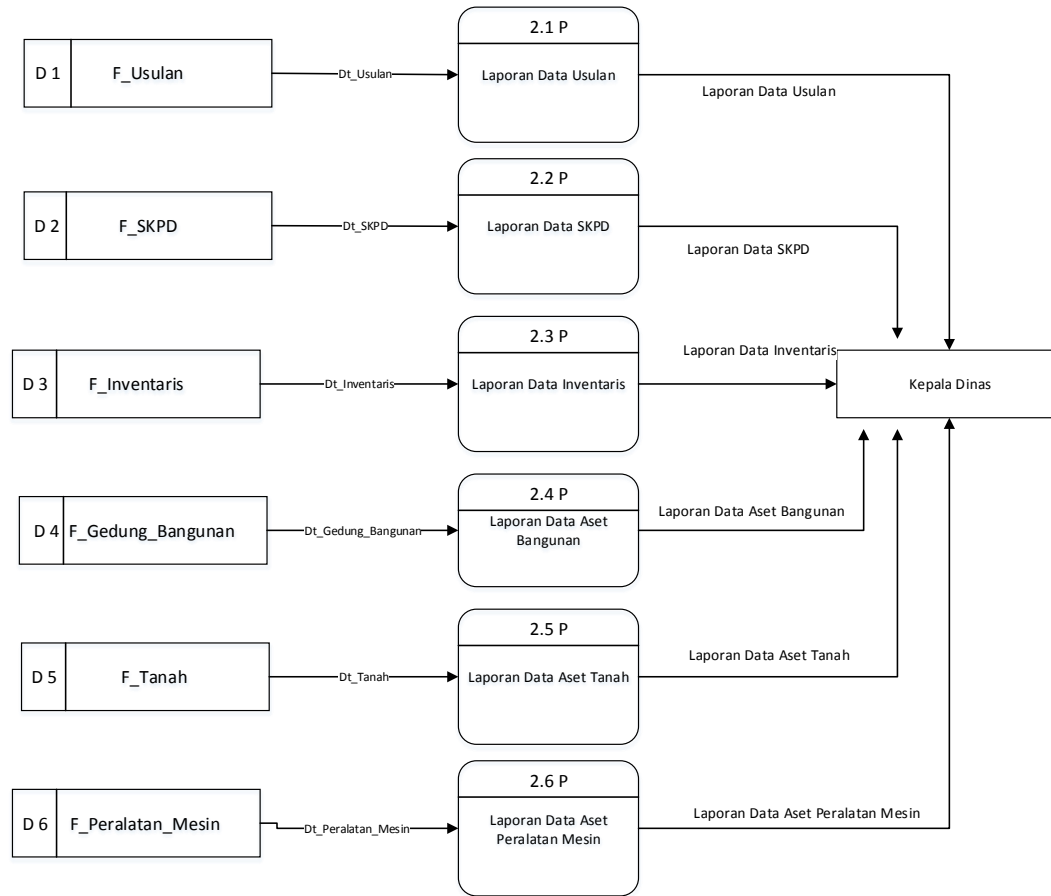 2.1 P
D 1
F_Usulan
Dt_Usulan
Laporan Data Usulan
Laporan Data Usulan
2.2 P
D 2
F_SKPD
Dt_SKPD
Laporan Data SKPD
Laporan Data SKPD
2.3 P
Laporan Data Inventaris
D 3
F_Inventaris
Dt_Inventaris
Laporan Data Inventaris
Kepala Dinas
2.4 P
D 4
F_Gedung_Bangunan
Dt_Gedung_Bangunan
Laporan Data Aset
Bangunan
Laporan Data Aset Bangunan
2.5 P
D 5
F_Tanah
Dt_Tanah
Laporan Data Aset Tanah
Laporan Data Aset Tanah
2.6 P
D 6
F_Peralatan_Mesin
Dt_Peralatan_Mesin
Laporan Data Aset
Peralatan Mesin
Laporan Data Aset Peralatan Mesin